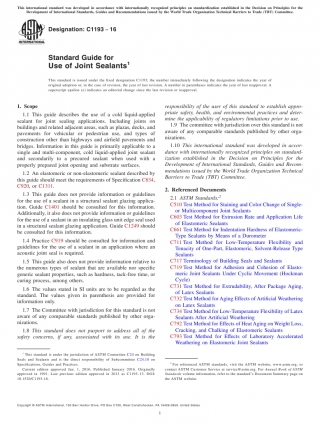 This international standard was developed in accordance with internationally recognized principles on standardization established in the Decision on Principles for the
Development of International Standards, Guides and Recommendations issued by the World Trade Organization Technical Barriers to Trade (TBT) Committee.
Designation: C1193 – 16
Standard Guide for
Use of Joint Sealants1
This standard is issued under the fixed designation C1193; the number immediately following the designation indicates the year of
original adoption or, in the case of revision, the year of last revision. A number in parentheses indicates the year of last reapproval. A
superscript epsilon (ε) indicates an editorial change since the last revision or reapproval.
1. Scope
1.1 This guide describes the use of a cold liquid-applied
sealant for joint sealing applications. Including joints on
buildings and related adjacent areas, such as plazas, decks, and
pavements for vehicular or pedestrian use, and types of
construction other than highways and airfield pavements and
bridges. Information in this guide is primarily applicable to a
single and multi-component, cold liquid-applied joint sealant
and secondarily to a precured sealant when used with a
properly prepared joint opening and substrate surfaces.
1.2 An elastomeric or non-elastomeric sealant described by
this guide should meet the requirements of Specification C834,
C920, or C1311.
1.3 This guide does not provide information or guidelines
for the use of a sealant in a structural sealant glazing applica-
tion. Guide C1401 should be consulted for this information.
Additionally, it also does not provide information or guidelines
for the use of a sealant in an insulating glass unit edge seal used
in a structural sealant glazing application. Guide C1249 should
be consulted for this information.
1.4 Practice C919 should be consulted for information and
guidelines for the use of a sealant in an application where an
acoustic joint seal is required.
1.5 This guide also does not provide information relative to
the numerous types of sealant that are available nor specific
generic sealant properties, such as hardness, tack-free time, or
curing process, among others.
1.6 The values stated in SI units are to be regarded as the
standard. The values given in parenthesis are provided for
information only.
1.7 The Committee with jurisdiction for this standard is not
aware of any comparable standards published by other orga-
nizations.
1.8 This standard does not purport to address all of the
safety concerns, if any, associated with its use. It is the
1 This standard is under the jurisdiction of ASTM Committee C24 on Building
Seals and Sealants and is the direct responsibility of Subcommittee C24.10 on
Specifications, Guides and Practices.
Current edition approved Jan. 1, 2016. Published January 2016. Originally
approved in 1991. Last previous edition approved in 2013 as C1193–13. DOI:
10.1520/C1193-16.
responsibility of the user of this standard to establish appro-
priate safety, health, and environmental practices and deter-
mine the applicability of regulatory limitations prior to use.
1.9 The committee with jurisdiction over this standard is not
aware of any comparable standards published by other orga-
nizations.
1.10 This international standard was developed in accor-
dance with internationally recognized principles on standard-
ization established in the Decision on Principles for the
Development of International Standards, Guides and Recom-
mendations issued by the World Trade Organization Technical
Barriers to Trade (TBT) Committee.
2. Referenced Documents
2.1 ASTM Standards:2
C510 Test Method for Staining and Color Change of Single-
or Multicomponent Joint Sealants
C603 Test Method for Extrusion Rate and Application Life
of Elastomeric Sealants
C661 Test Method for Indentation Hardness of Elastomeric-
Type Sealants by Means of a Durometer
C711 Test Method for Low-Temperature Flexibility and
Tenacity of One-Part, Elastomeric, Solvent-Release Type
Sealants
C717 Terminology of Building Seals and Sealants
C719 Test Method for Adhesion and Cohesion of Elasto-
meric Joint Sealants Under Cyclic Movement (Hockman
Cycle)
C731 Test Method for Extrudability, After Package Aging,
of Latex Sealants
C732 Test Method for Aging Effects of Artificial Weathering
on Latex Sealants
C734 Test Method for Low-Temperature Flexibility of Latex
Sealants After Artificial Weathering
C792 Test Method for Effects of Heat Aging on Weight Loss,
Cracking, and Chalking of Elastomeric Sealants
C793 Test Method for Effects of Laboratory Accelerated
Weathering on Elastomeric Joint Sealants
2 For referenced ASTM standards, visit the ASTM website, www.astm.org, or
contact ASTM Customer Service at service@astm.org. For Annual Book of ASTM
Standards volume information, refer to the standard's Document Summary page on
the ASTM website.
Copyright © ASTM International, 100 Barr Harbor Drive, PO Box C700, West Conshohocken, PA 19428-2959. United States
1